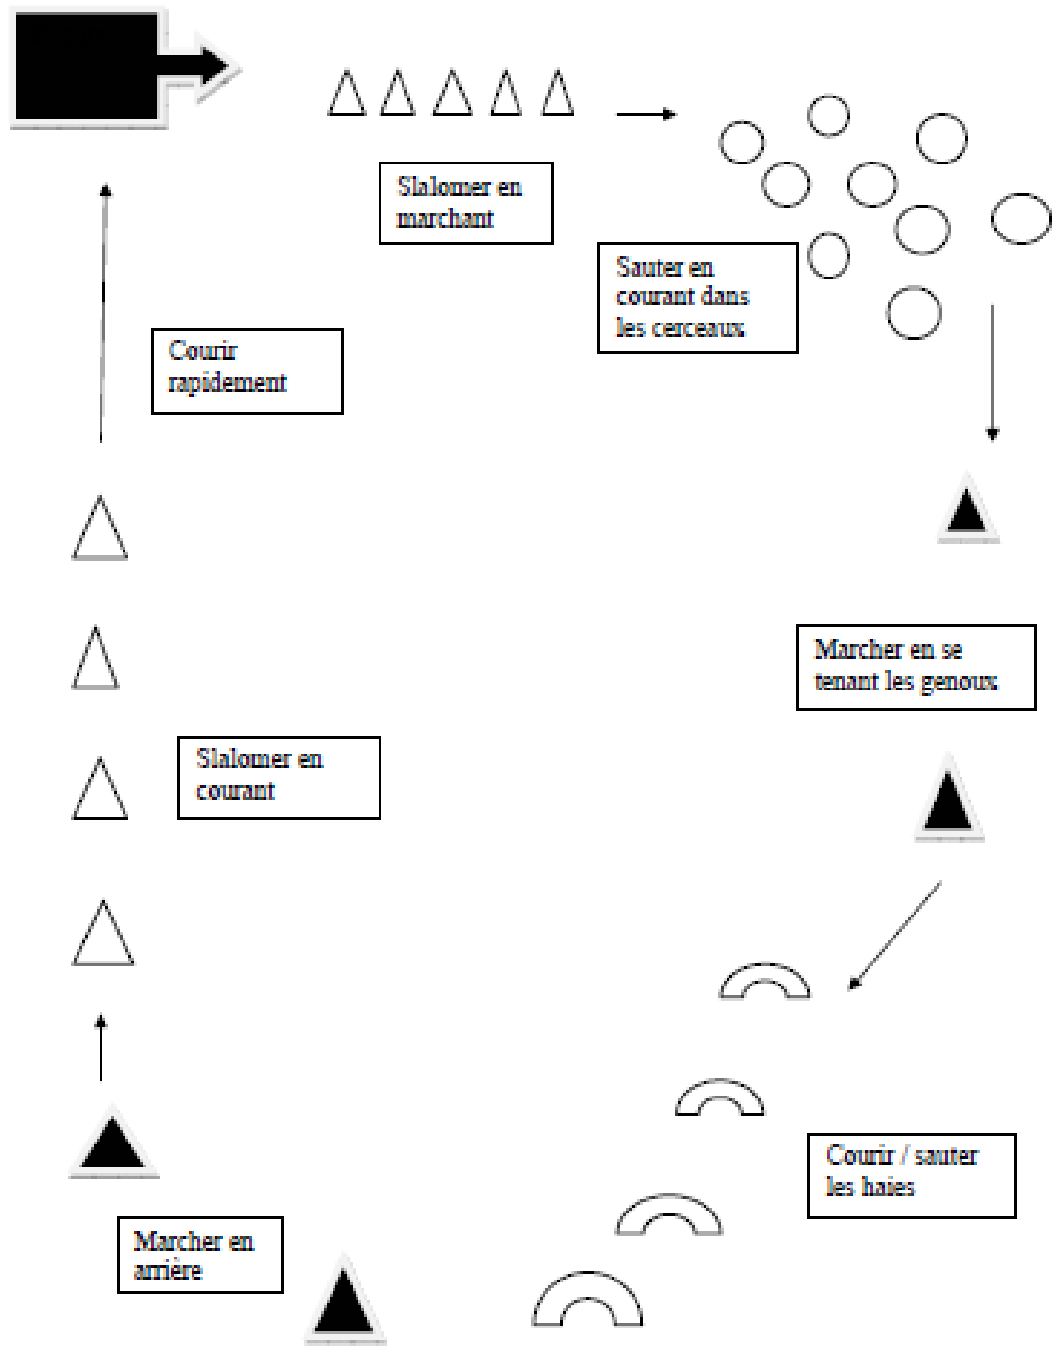 Slalomer en
marchant
Sauter en
courant dans
les cerceaux
Courir
rapidement
Marcher en se
tenant les genoux
Slalomer en
courant
Courir / sauter
les haies
Marcher en
arrière